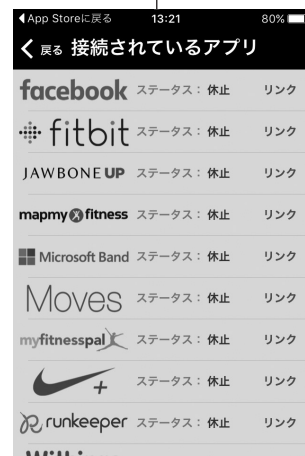 ◀App Storeに戻る 13:21 80%
く 戻る 接続されているアプリ
facebook ステータス： 休止 リンク
fitbit ステータス： 休止 リンク
JAWBONE UP ステータス： 休止 リンク
mapmyfitness ステータス： 休止 リンク
Microsoft Band ステータス： 休止 リンク
Moves ステータス： 休止 リンク
myfitnesspal ステータス： 休止 リンク
+ ステータス： 休止 リンク
runkeeper ステータス： 休止 リンク